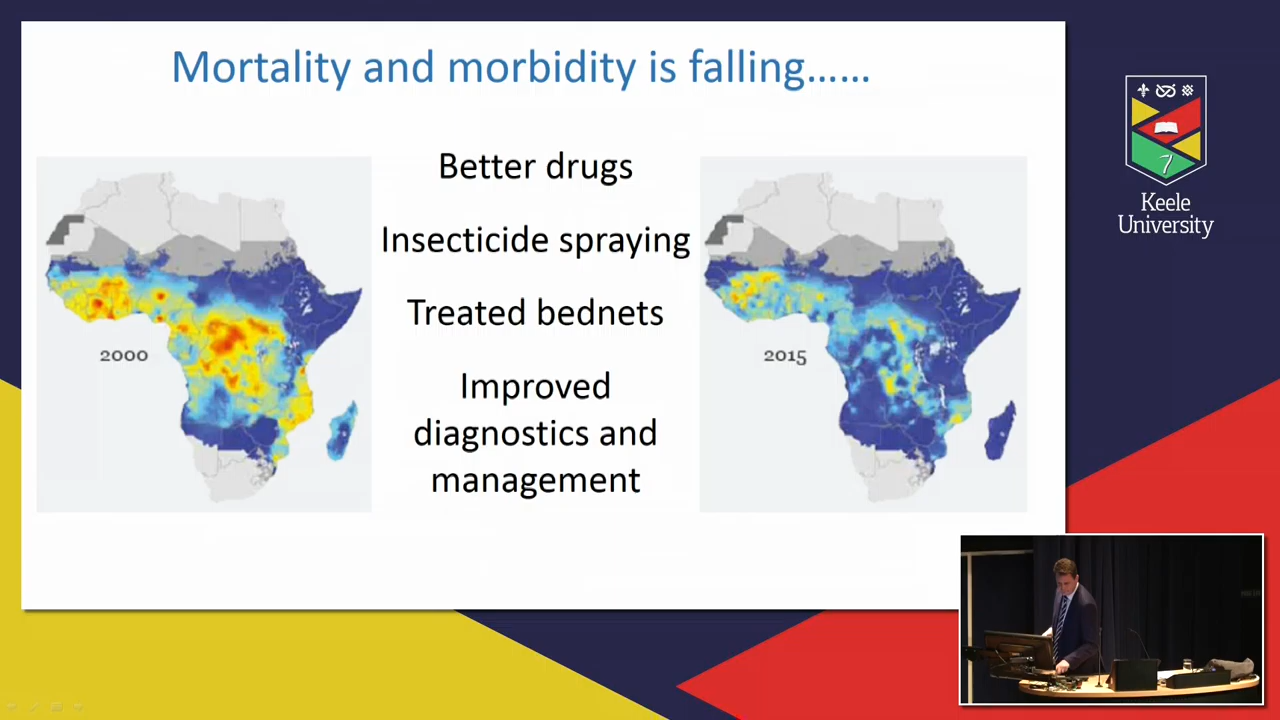 Mortality and morbidity is falling……
Better drugs
Insecticide spraying
Treated bednets
Improved
diagnostics and
management
2000
2015
Keele
University